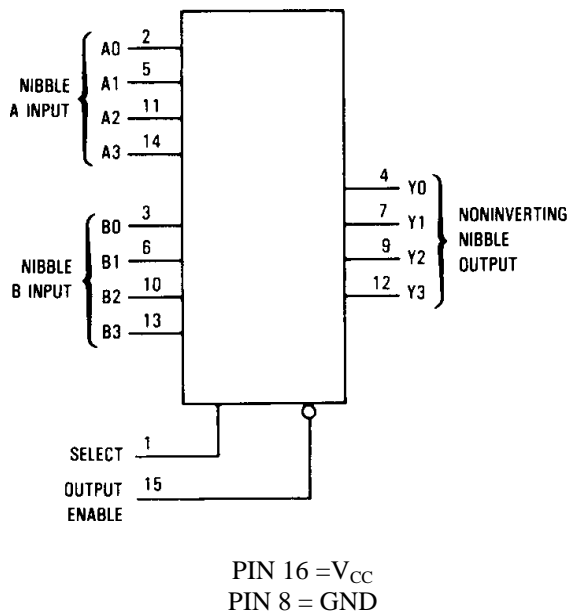 NIBBLE
A INPUT
A0 2
A1 5
A2 11
A3 14
NIBBLE
B INPUT
B0 3
B1 6
B2 10
B3 13
4 Y0
7 Y1
9 Y2
12 Y3
NONINVERTING
NIBBLE
OUTPUT
SELECT 1
OUTPUT 15
ENABLE
PIN 16 =VCC
PIN 8 = GND